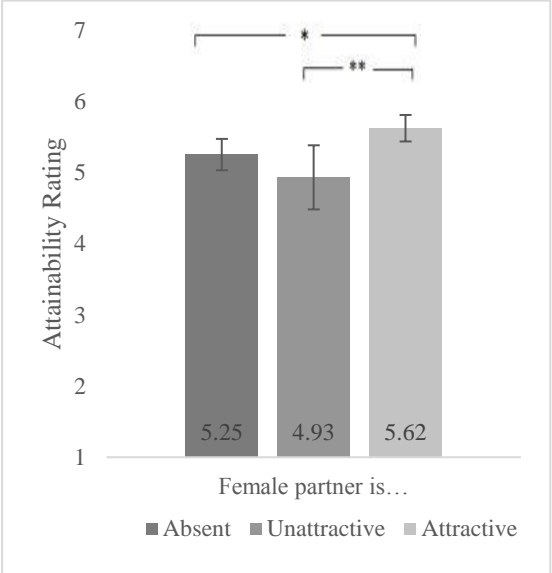 7
*
**
6
5
4
3
2
1
Attainability Rating
5.25 4.93 5.62
Female partner is…
Absent Unattractive Attractive